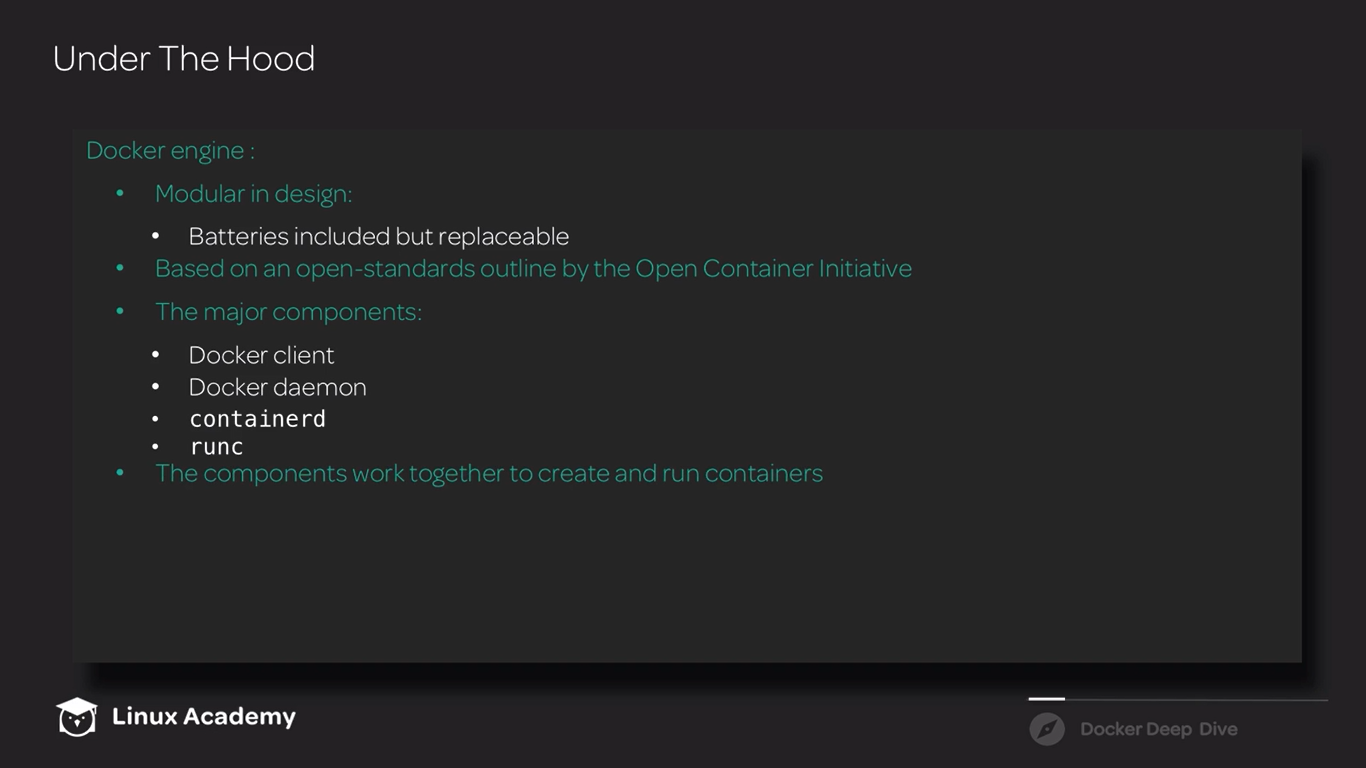 Under The Hood
Docker engine :
• Modular in design:
• Batteries included but replaceable
• Based on an open-standards outline by the Open Container Initiative
• The major components:
• Docker client
• Docker daemon
• containerd
• runc
• The components work together to create and run containers
Linux Academy
Docker Deep Dive